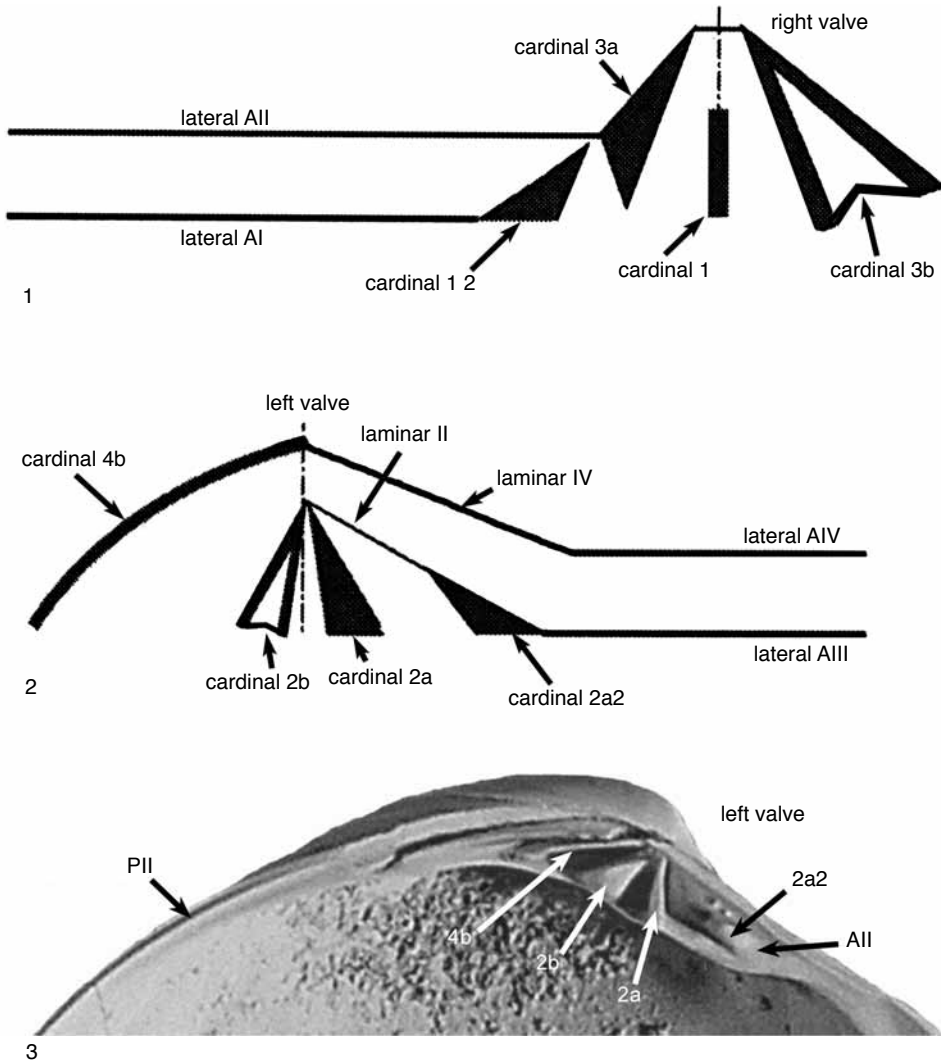 right valve
cardinal 3a
lateral AII
lateral AI
cardinal 1 2
cardinal 1
cardinal 3b
1
left valve
laminar II
cardinal 4b
laminar IV
lateral AIV
lateral AIII
cardinal 2b
cardinal 2a
cardinal 2a2
2
left valve
PII
2a2
AII
4b
2b
2a
3